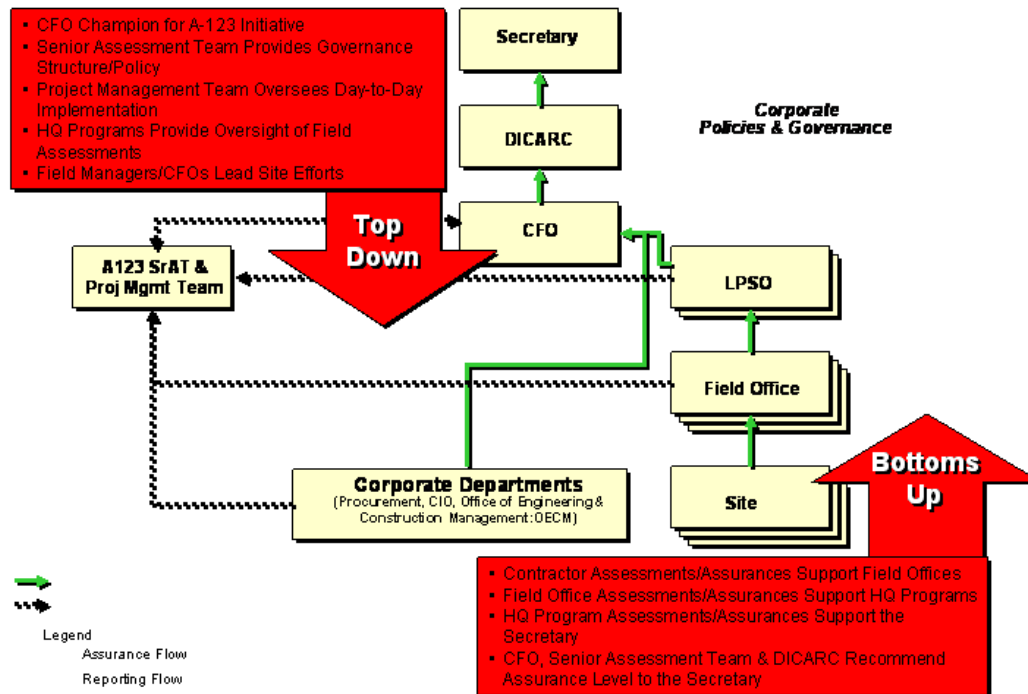 • CFO Champion for A-123 Initiative
• Senior Assessment Team Provides Governance
Structure/Policy
• Project Management Team Oversees Day-to-Day
Implementation
• HQ Programs Provide Oversight of Field
Assessments
• Field Managers/CFOs Lead Site Efforts
Secretary
DICARC
Corporate
Policies & Governance
Top
Down
CFO
A123 SrAT &
Proj Mgmt Team
LPSO
Field Office
Corporate Departments
(Procurement, CIO, Office of Engineering &
Construction Management:OECM)
Site
Bottoms
Up
• Contractor Assessments/Assurances Support Field Offices
• Field Office Assessments/Assurances Support HQ Programs
• HQ Program Assessments/Assurances Support the
Secretary
• CFO, Senior Assessment Team & DICARC Recommend
Assurance Level to the Secretary
Legend
Assurance Flow
Reporting Flow